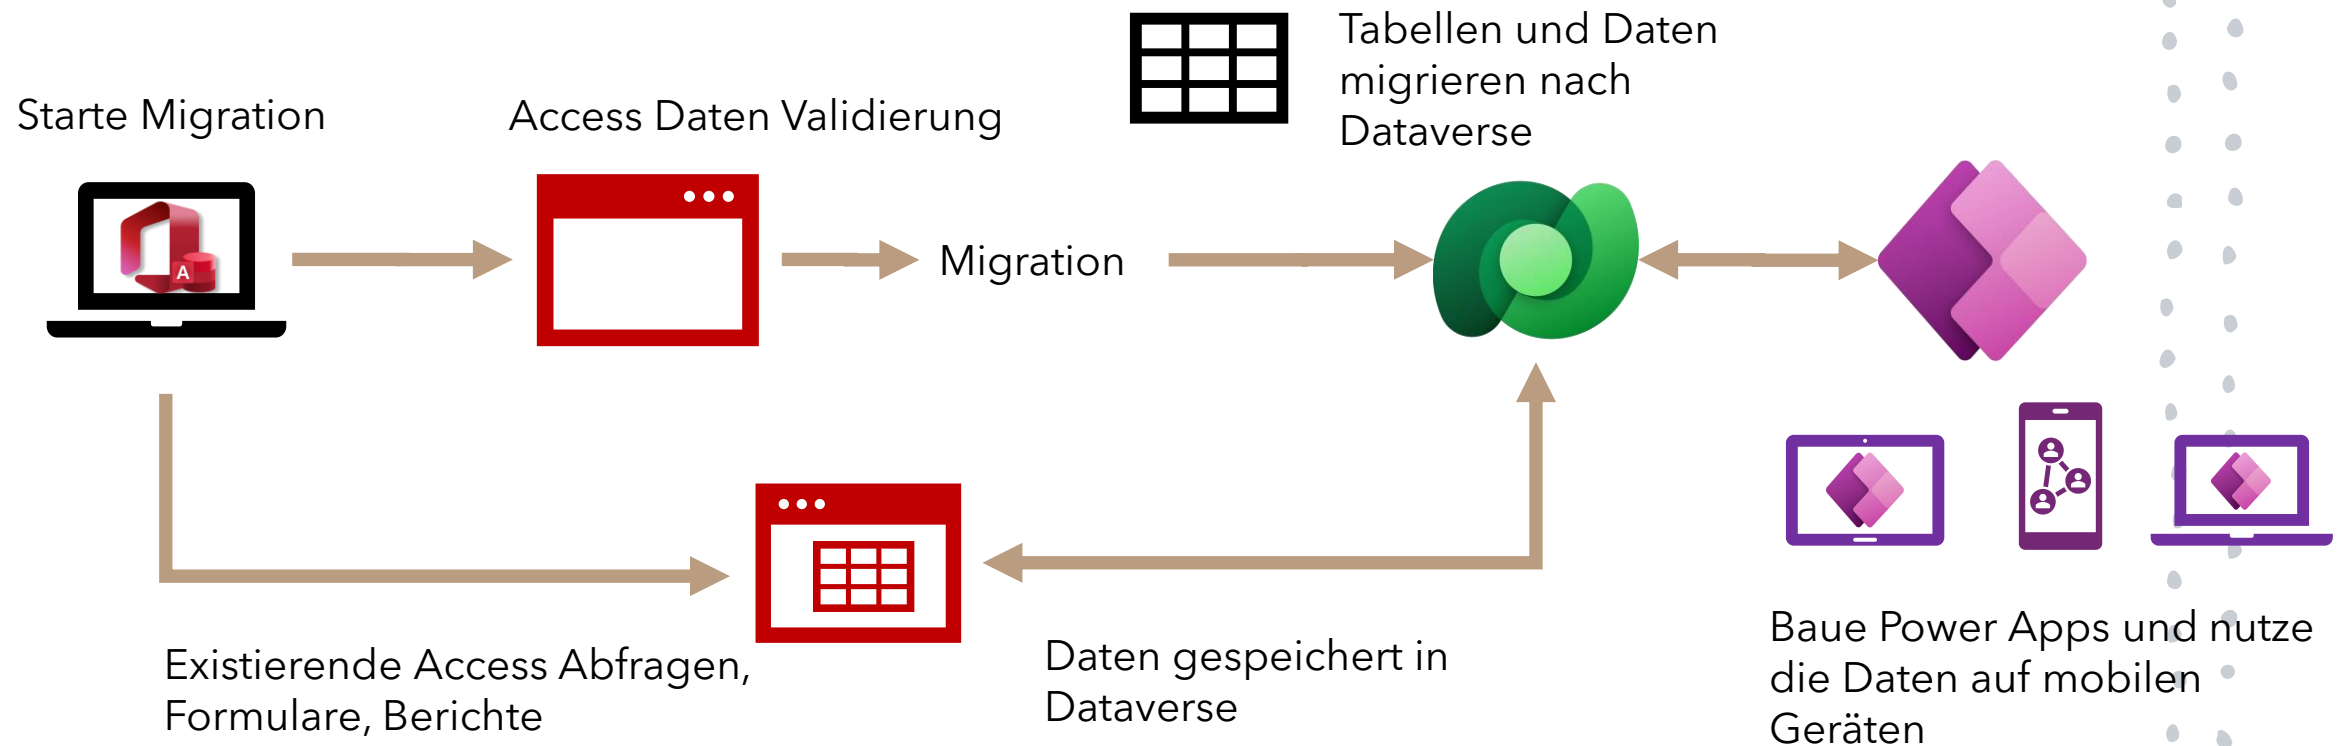 Starte Migration
Access Daten Validierung
Tabellen und Daten
migrieren nach
Dataverse
A
Migration
Existierende Access Abfragen,
Formulare, Berichte
Daten gespeichert in
Dataverse
Baue Power Apps und nutze
die Daten auf mobilen
Geräten